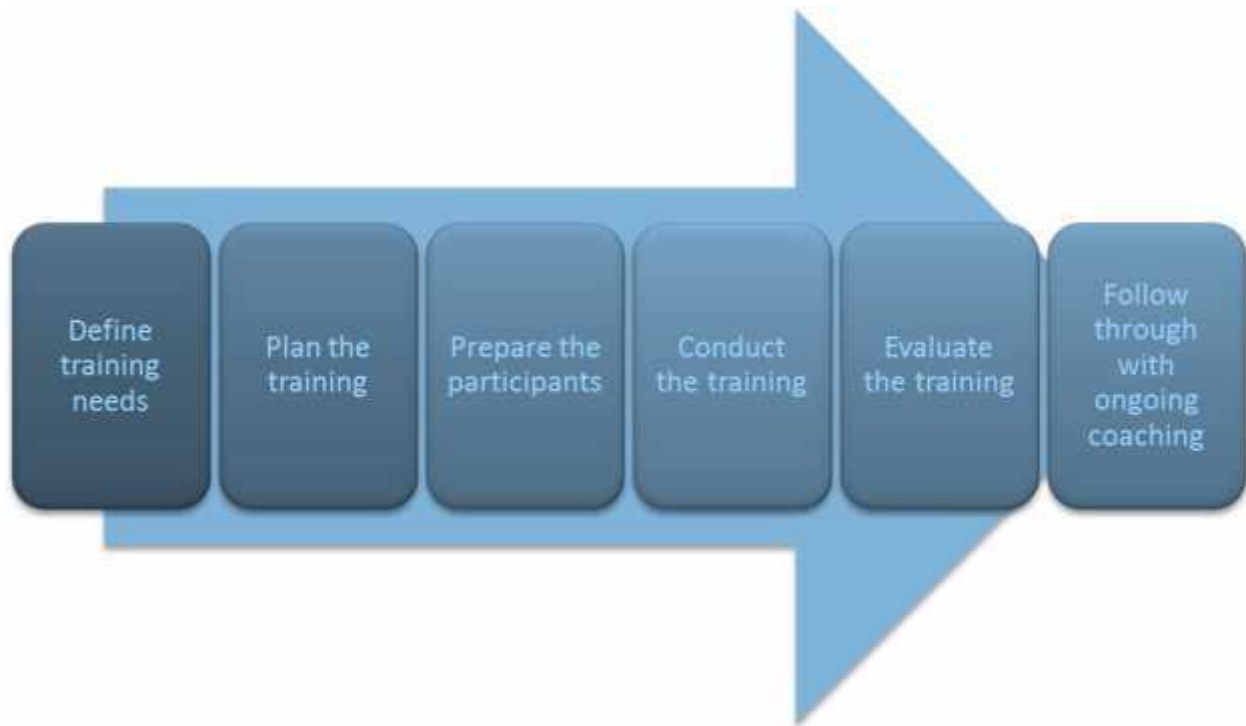 Define
training
needs
Plan the
training
Prepare the
participants
Conduct
the training
Evaluate
the training
Follow
through
with
ongoing
coaching